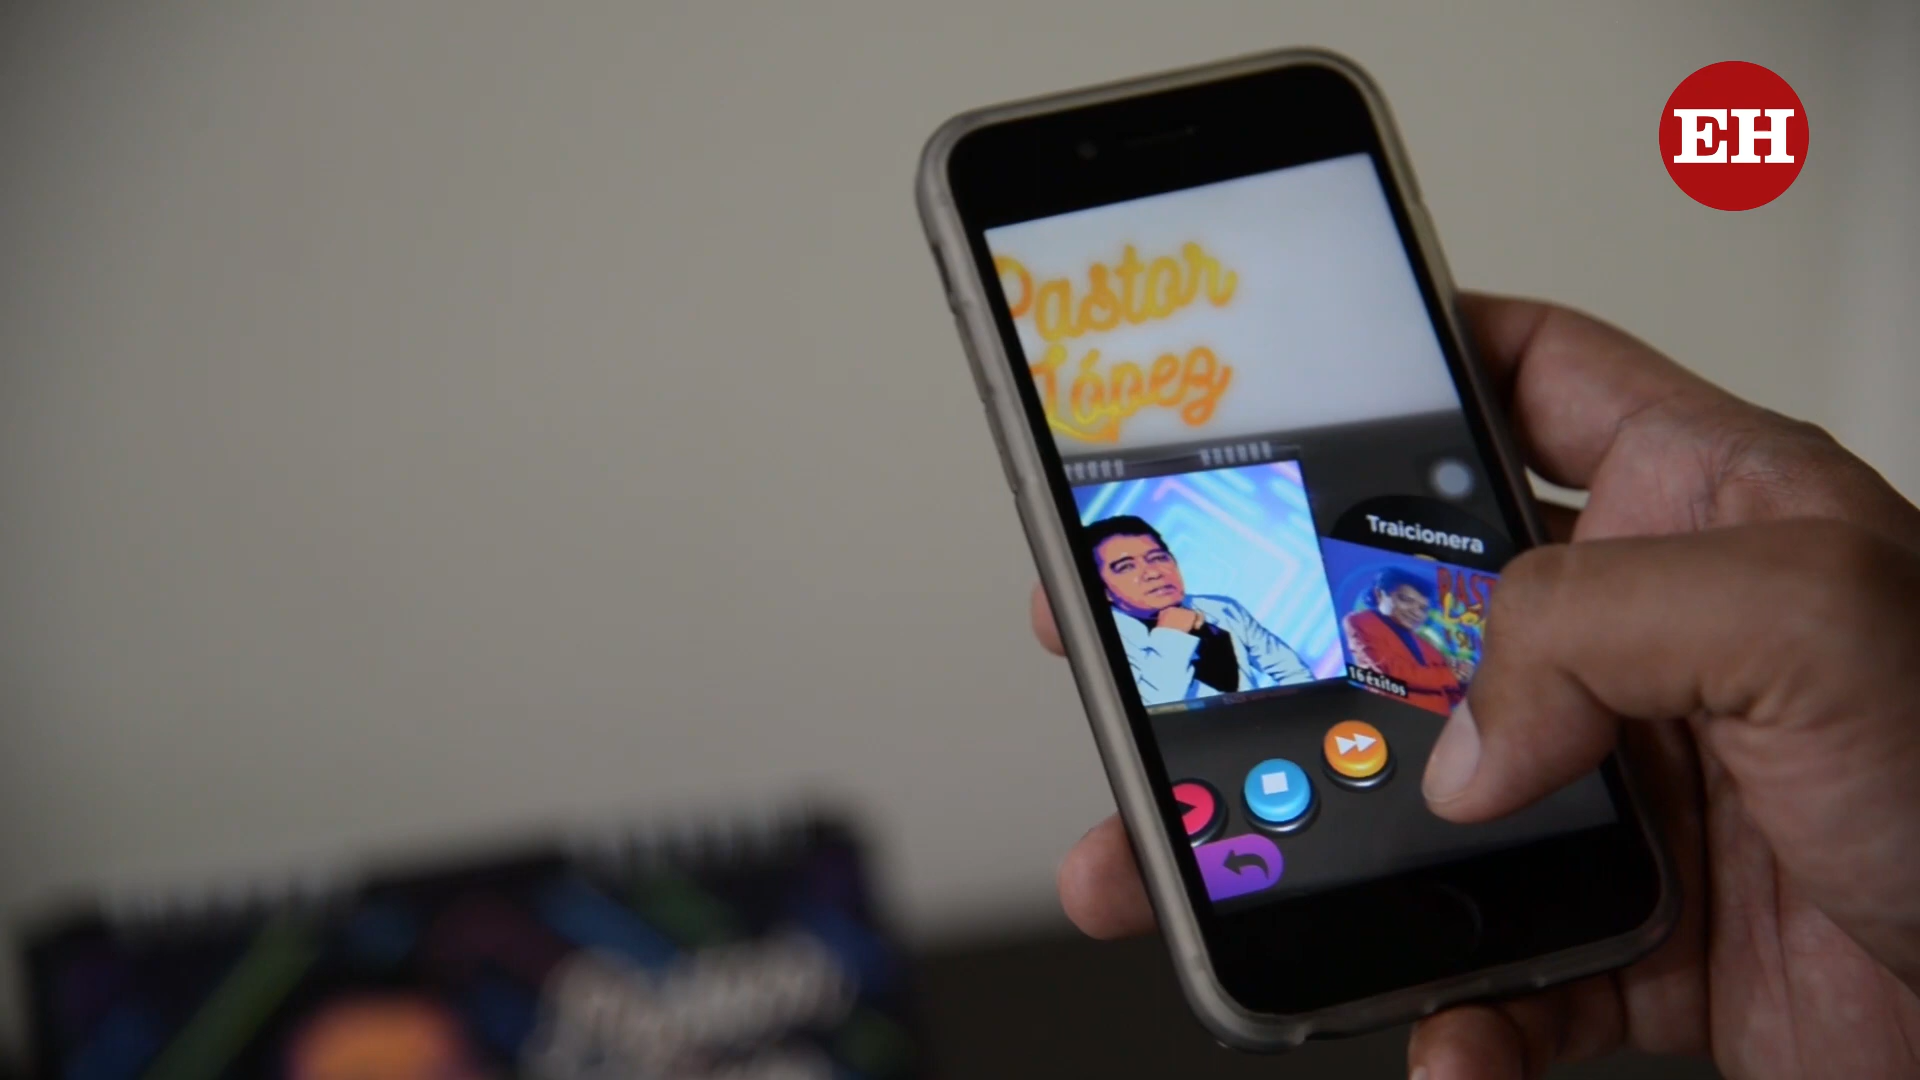 EH
Pastor
López
Traicionera
16 éxitos